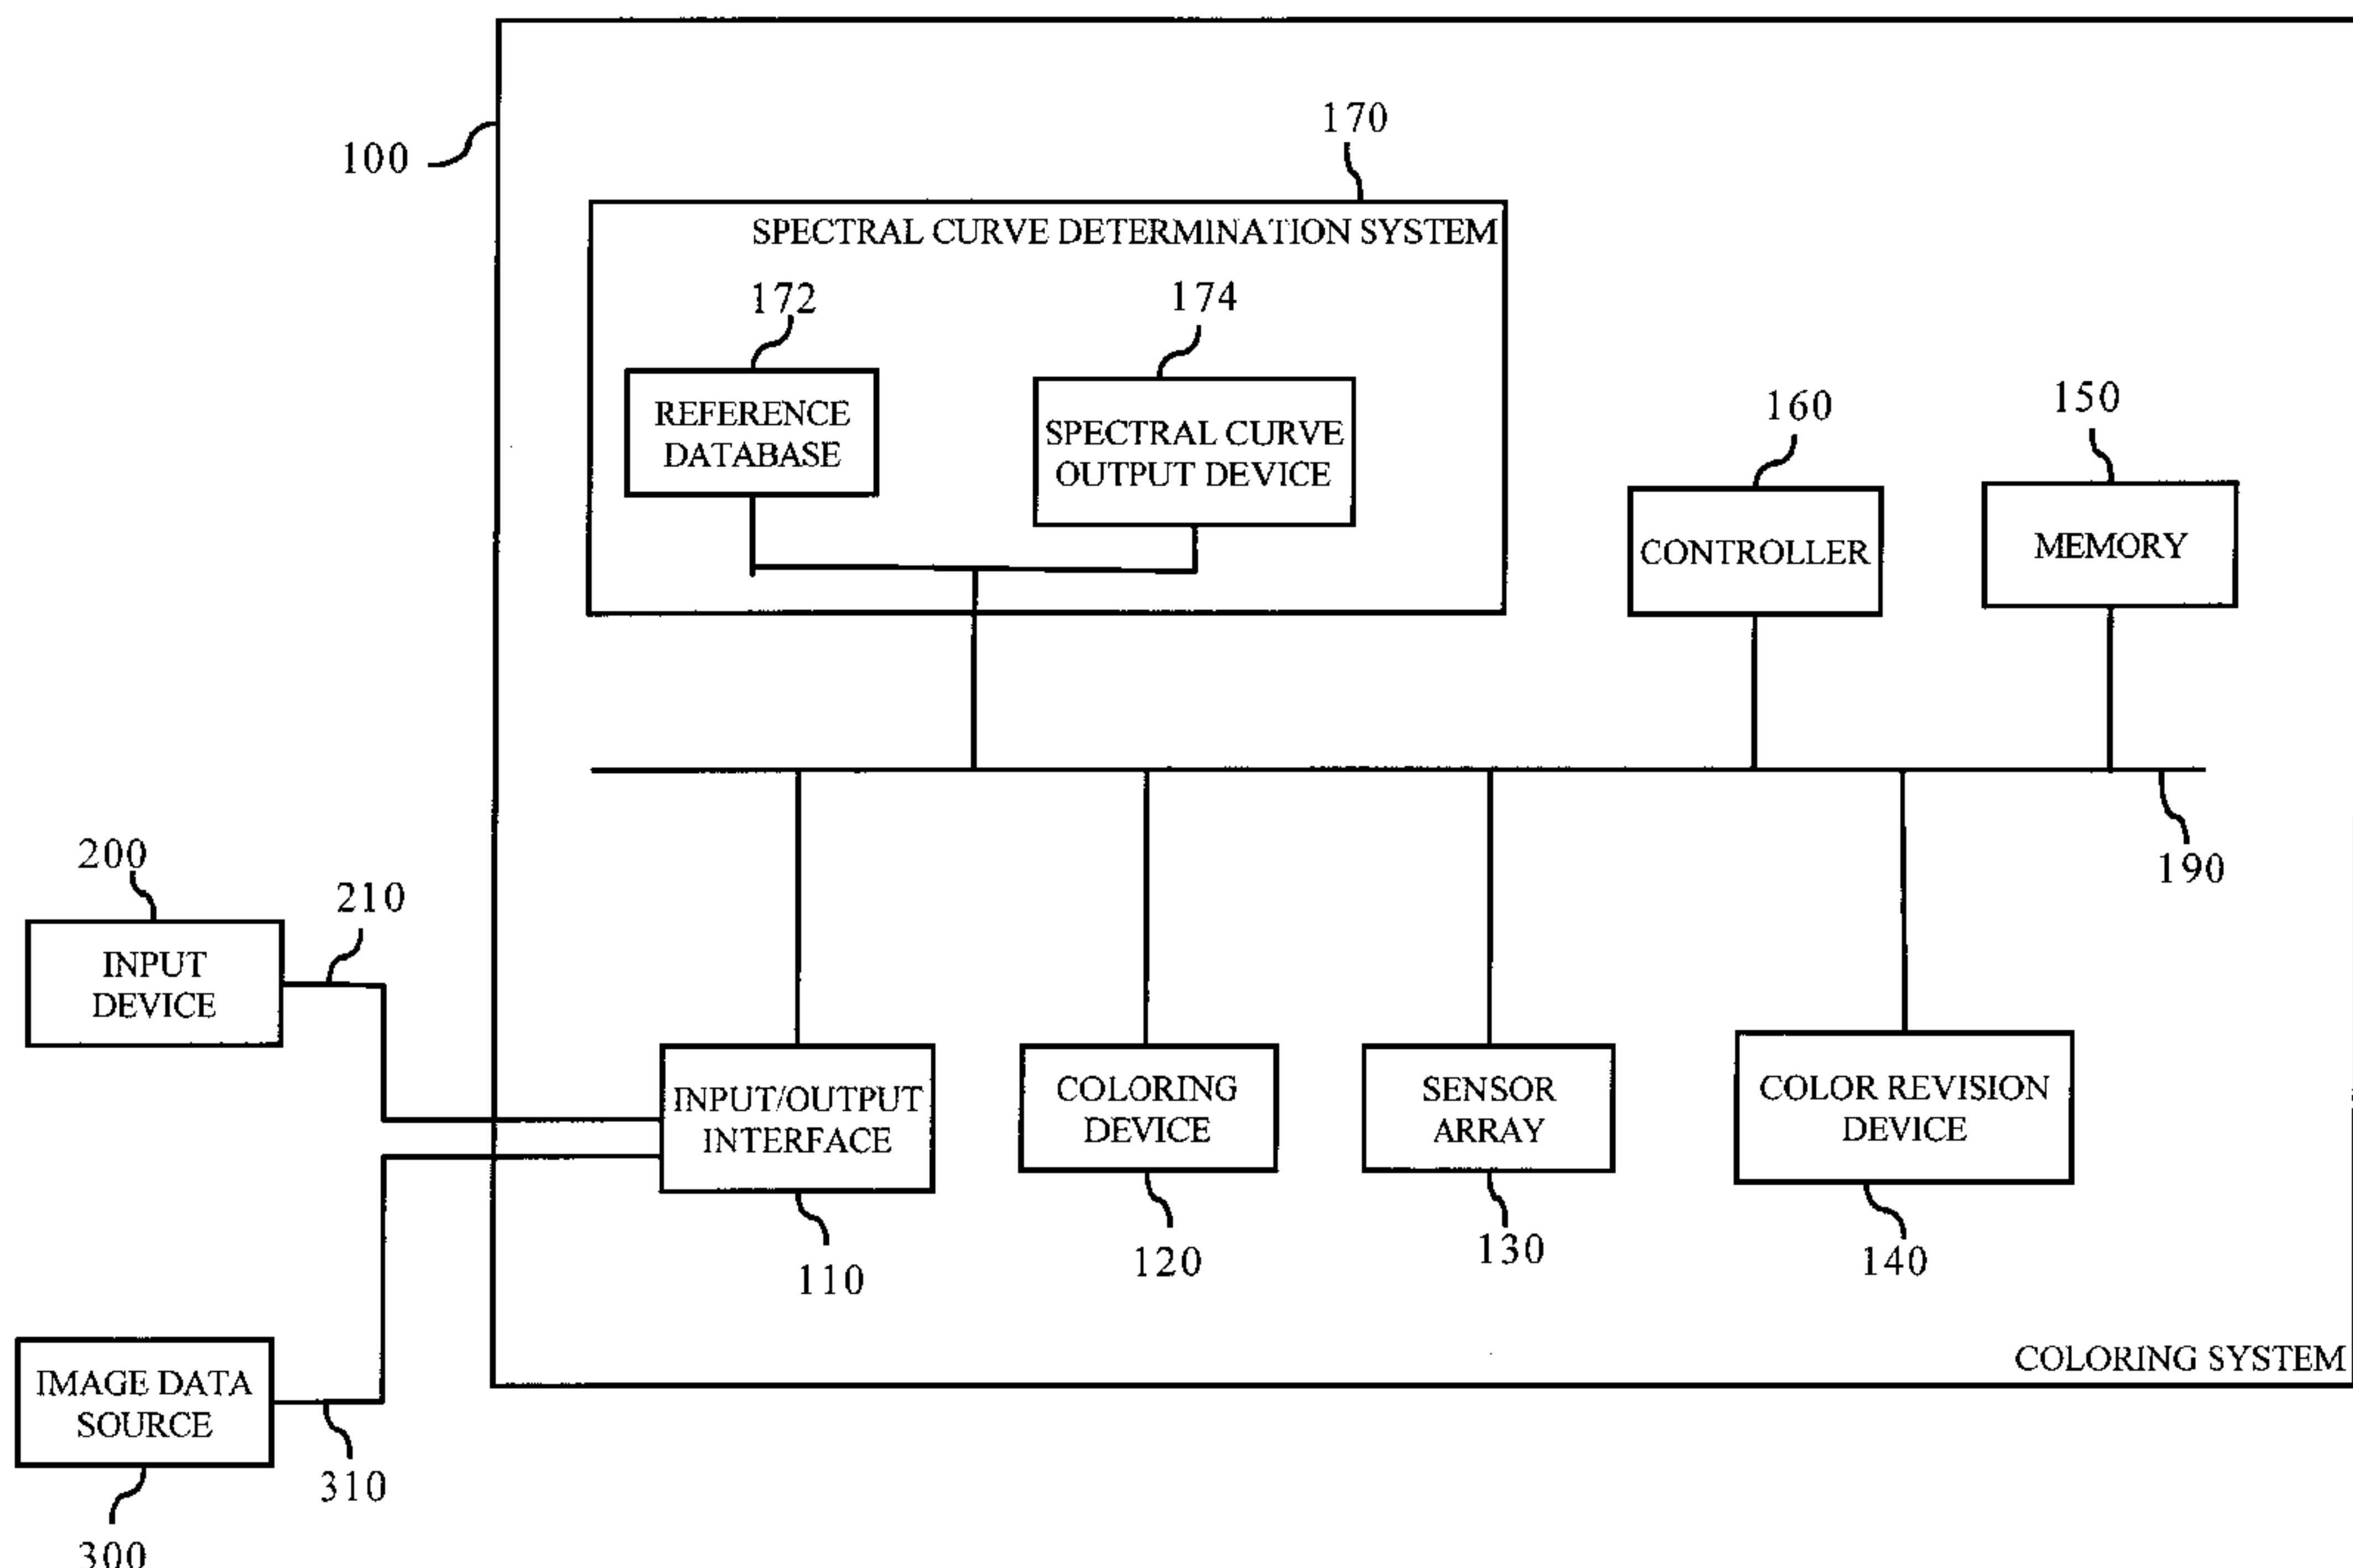 170
100
SPECTRAL CURVE DETERMINATION SYSTEM
172
174
REFERENCE
DATABASE
SPECTRAL CURVE
OUTPUT DEVICE
160
150
CONTROLLER
MEMORY
190
200
210
INPUT
DEVICE
INPUT/OUTPUT
INTERFACE
COLORING
DEVICE
SENSOR
ARRAY
COLOR REVISION
DEVICE
110
120
130
140
COLORING SYSTEM
IMAGE DATA
SOURCE
310
300